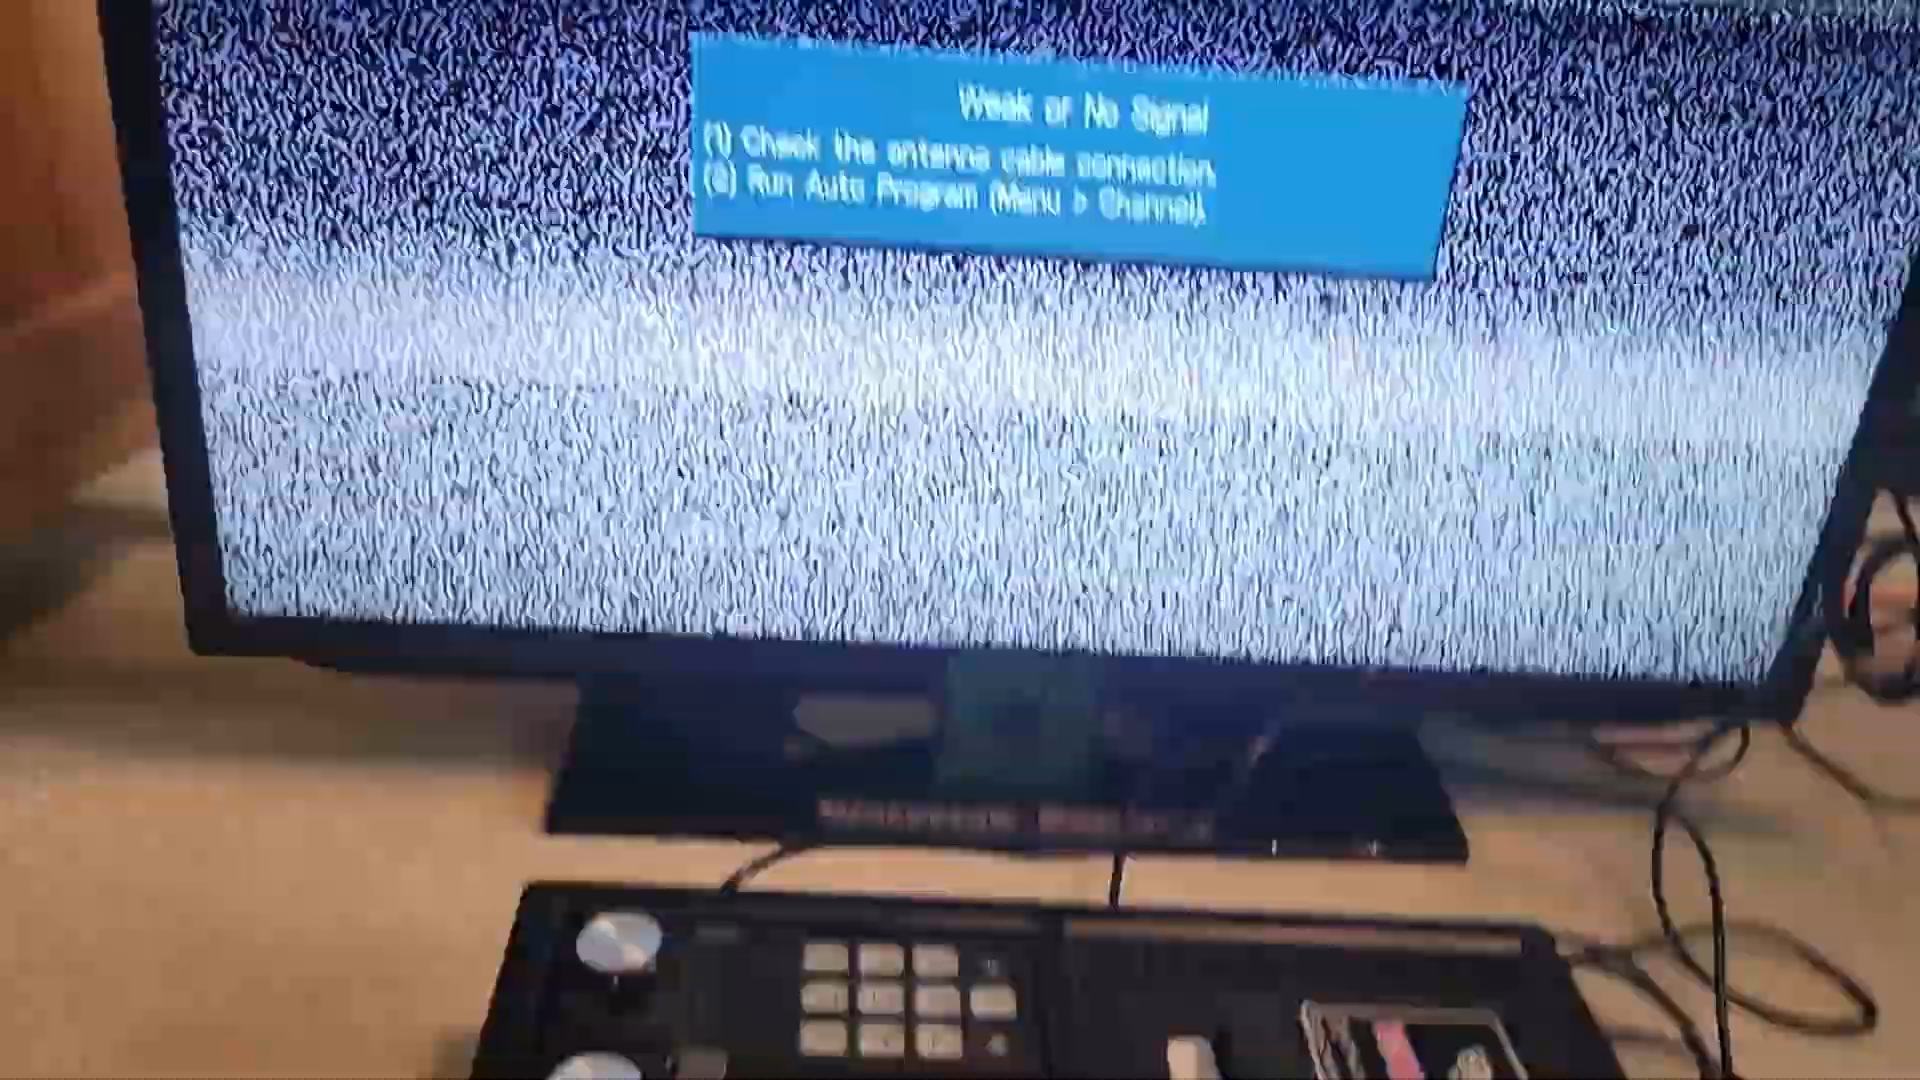 Weak or No Signal
(1) Check the antenna cable connection.
(2) Run Auto Program (Menu > Channel).